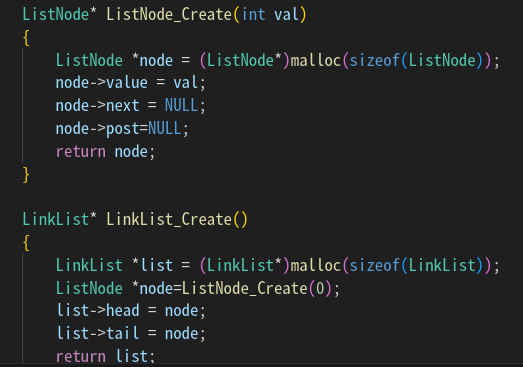 ListNode* ListNode_Create(int val)
{
    ListNode *node = (ListNode*)malloc(sizeof(ListNode));
    node->value = val;
    node->next = NULL;
    node->post=NULL;
    return node;
}

LinkList* LinkList_Create()
{
    LinkList *list = (LinkList*)malloc(sizeof(LinkList));
    ListNode *node=ListNode_Create(0);
    list->head = node;
    list->tail = node;
    return list;